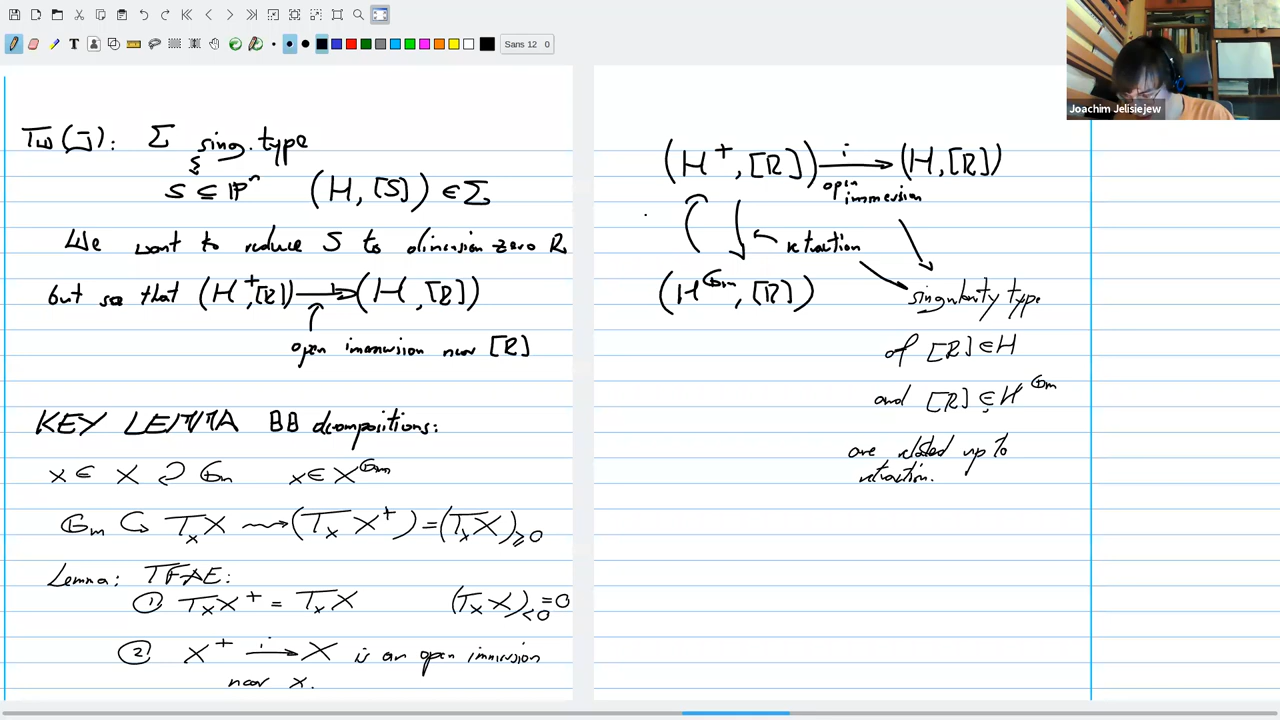 Sans 12 0
Joachim Jelisiejew
Tw(J): Σ sing. type
S ⊆ ℙⁿ (H, [S]) ∈ Σ
We want to reduce S to dimension zero R
but so that (H⁺, [R]) → (H, [R])
open immersion near [R]
KEY LEMMA BB decompositions:
x ∈ X ↻ 𝔾m x ∈ X^𝔾m
𝔾m ↻ TₓX ⇝ (TₓX⁺) = (TₓX)≥0
Lemma: TFAE:
① TₓX⁺ = TₓX (TₓX)<0 = 0
② X⁺ →i X is an open immersion
near x.
(H⁺, [R]) →i (H, [R])
open immersion
retraction
(H^𝔾m, [R])
singularity type
of [R] ∈ H
and [R] ∈ H^𝔾m
are related up to
retraction.